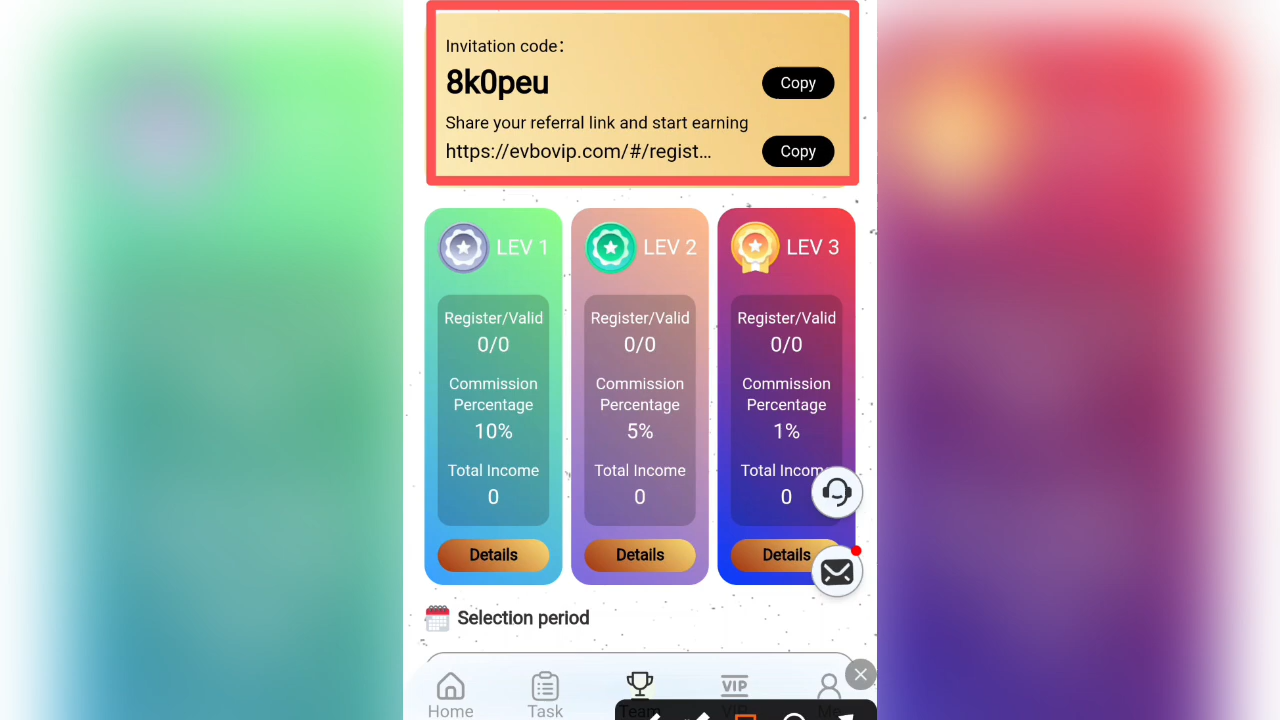 Invitation code：
8k0peu
Copy
Share your referral link and start earning
https://evbovip.com/#/regist...
Copy
LEV 1
LEV 2
LEV 3
Register/Valid
0/0
Commission
Percentage
10%
Total Income
0
Details
Register/Valid
0/0
Commission
Percentage
5%
Total Income
0
Details
Register/Valid
0/0
Commission
Percentage
1%
Total Income
0
Details
Selection period
VIP
Home
Task
Team
VIP
Me